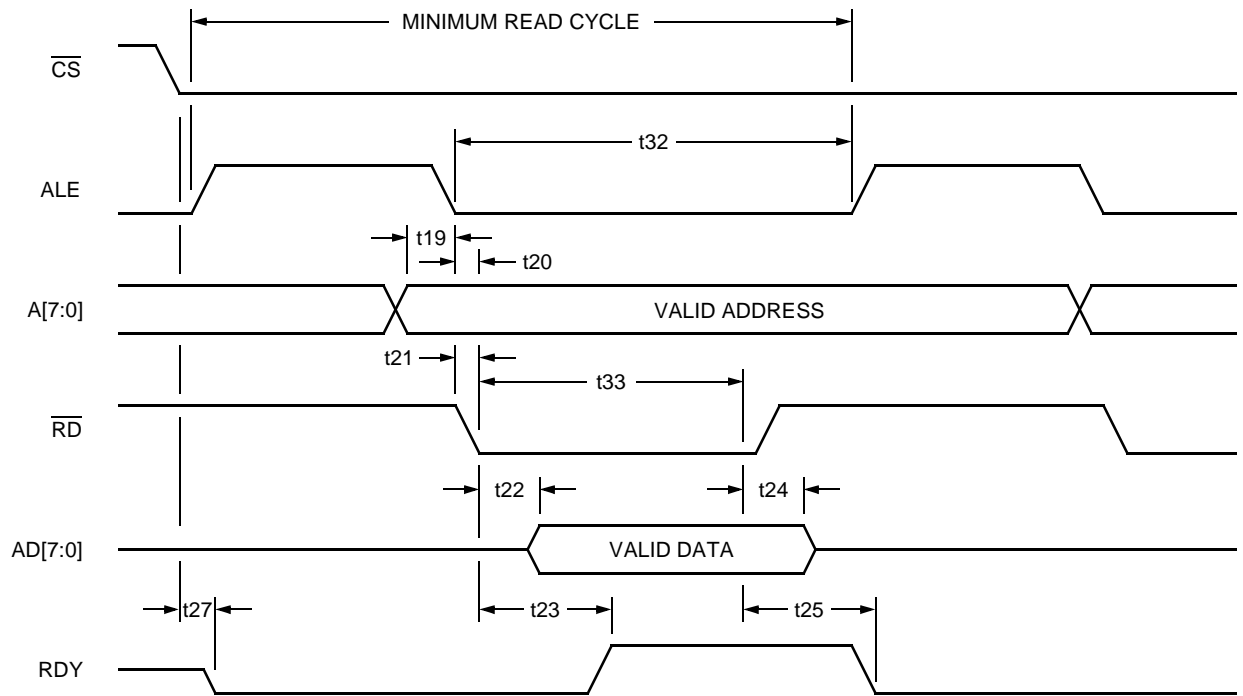 MINIMUM READ CYCLE
CS
t32
ALE
t19
t20
A[7:0]
VALID ADDRESS
t21
t33
RD
t22
t24
AD[7:0]
VALID DATA
t27
t23
t25
RDY